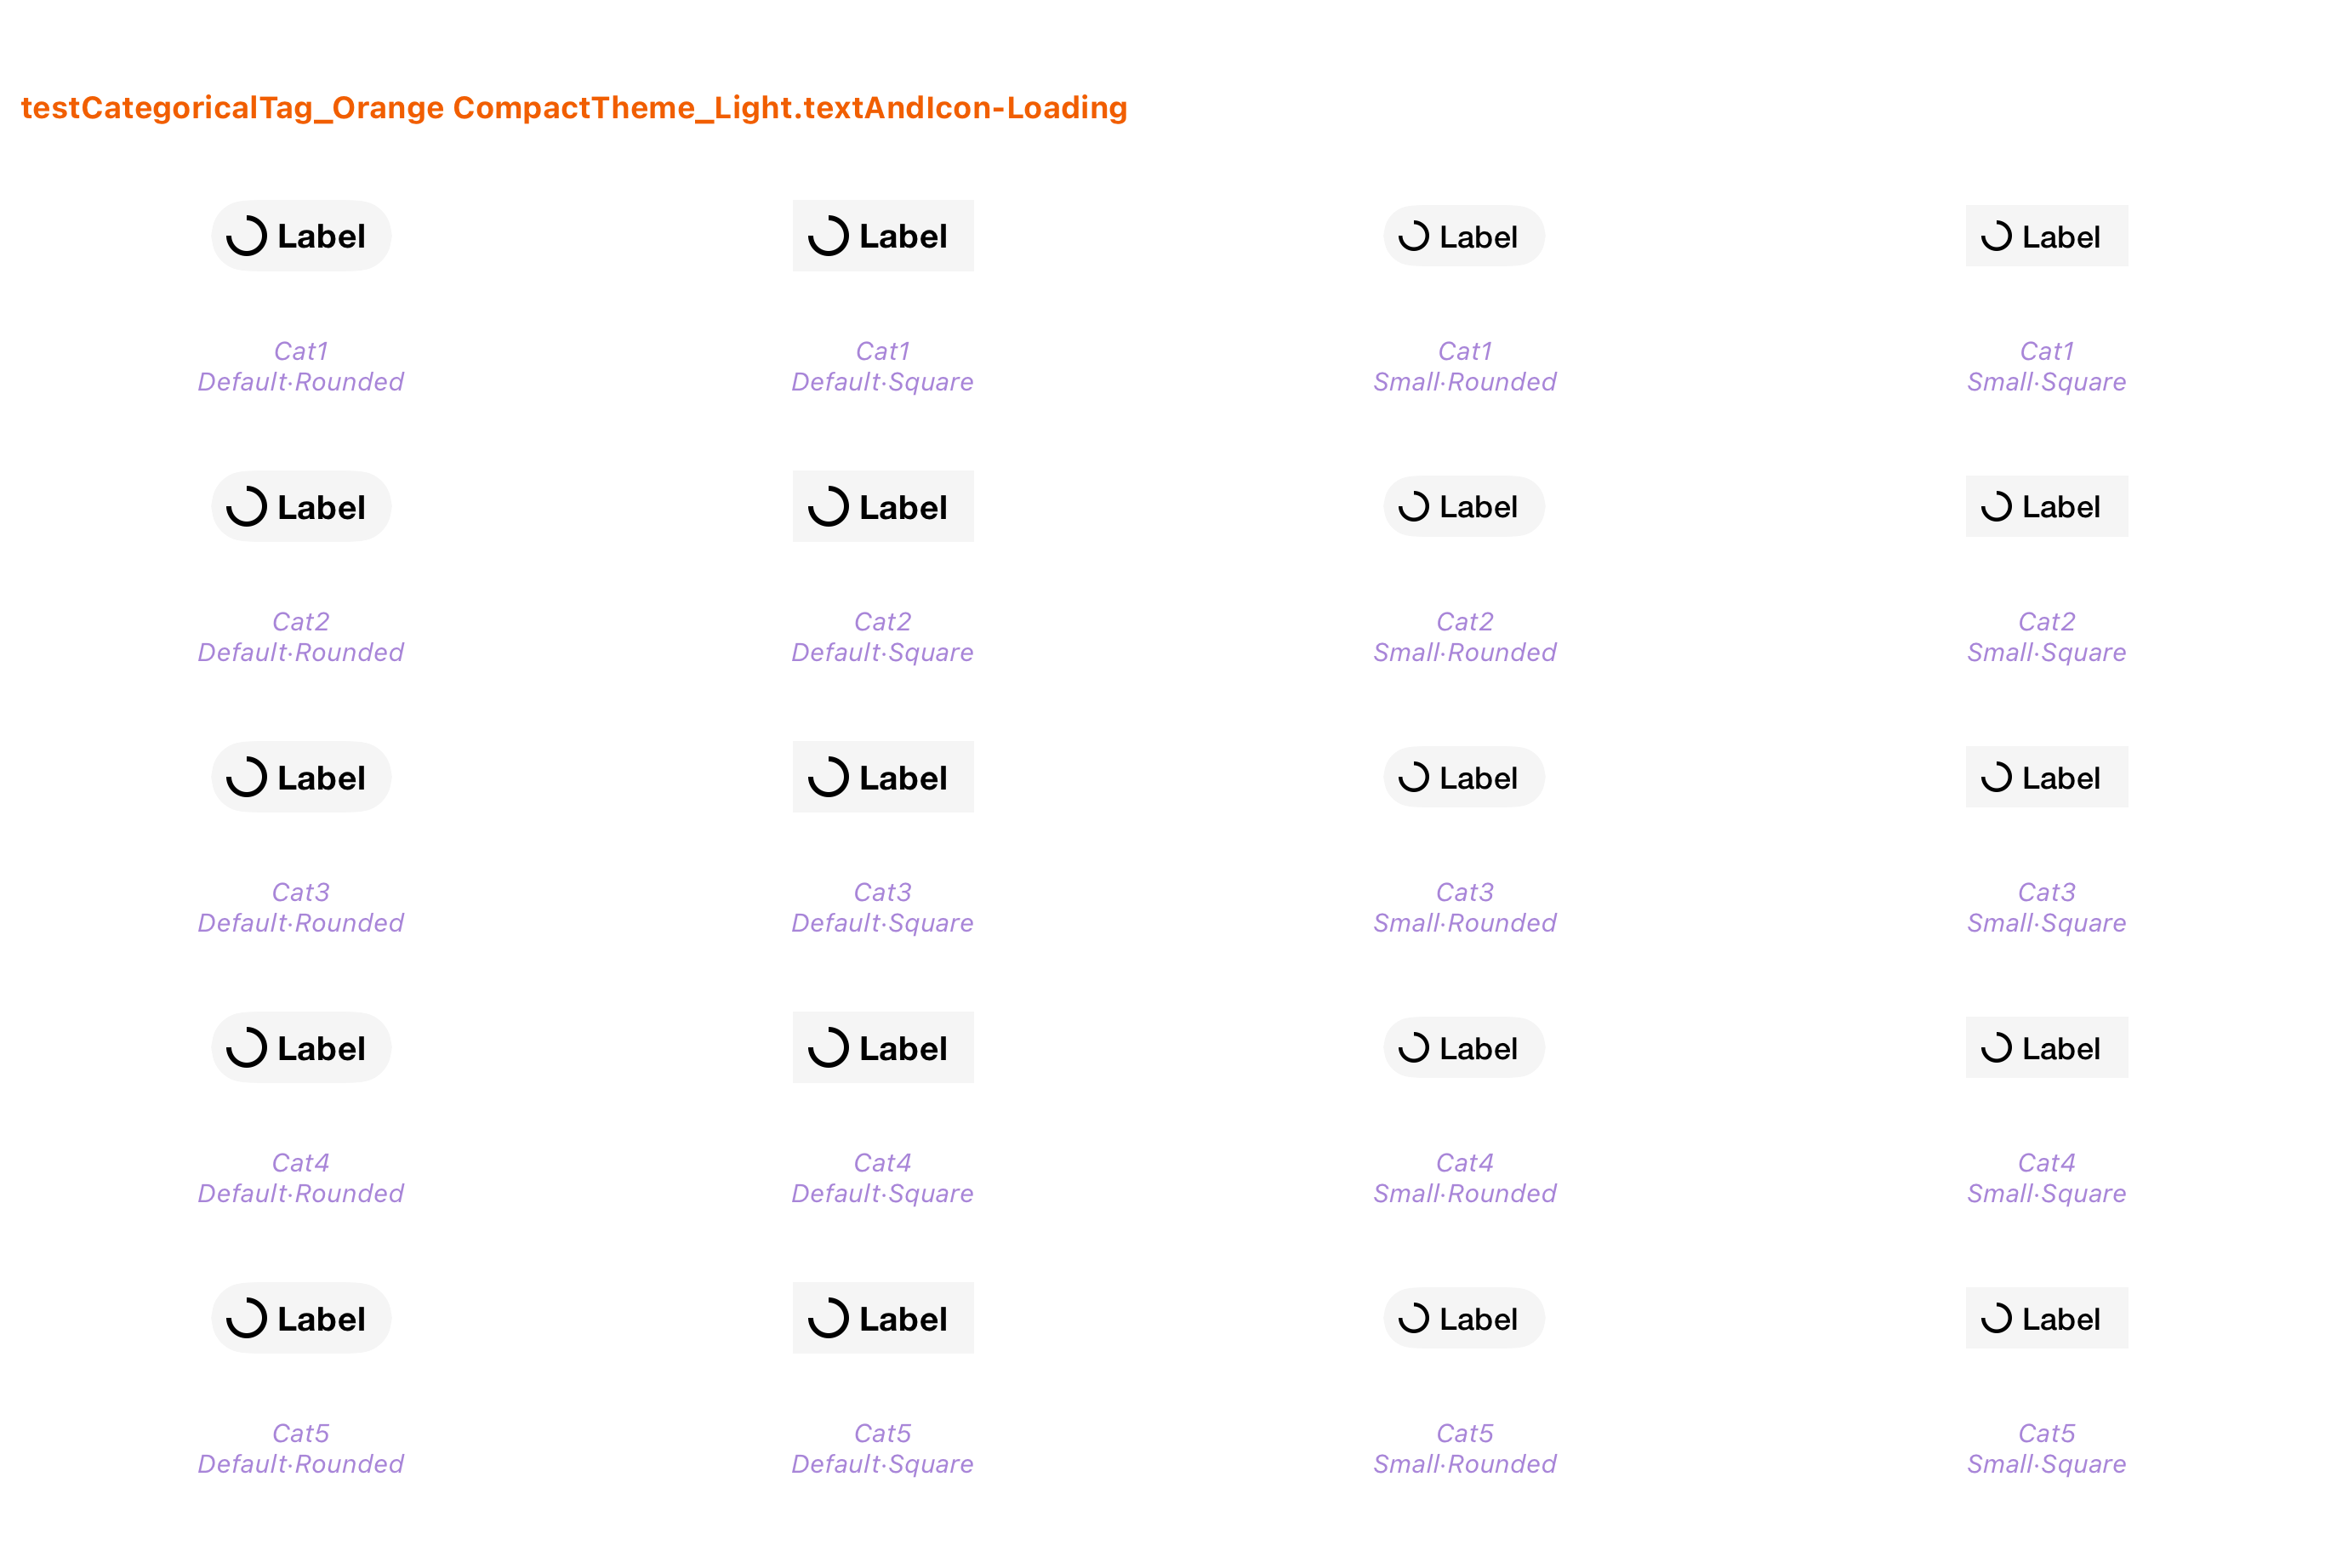 testCategoricalTag_Orange CompactTheme_Light.textAndIcon-Loading
Label Label Label Label
Cat1 Cat1 Cat1 Cat1
Default·Rounded Default·Square Small·Rounded Small·Square
Label Label Label Label
Cat2 Cat2 Cat2 Cat2
Default·Rounded Default·Square Small·Rounded Small·Square
Label Label Label Label
Cat3 Cat3 Cat3 Cat3
Default·Rounded Default·Square Small·Rounded Small·Square
Label Label Label Label
Cat4 Cat4 Cat4 Cat4
Default·Rounded Default·Square Small·Rounded Small·Square
Label Label Label Label
Cat5 Cat5 Cat5 Cat5
Default·Rounded Default·Square Small·Rounded Small·Square